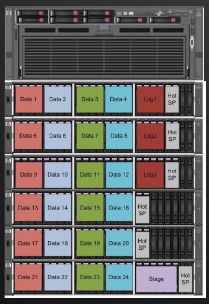 Data 1 Data 2 Data 3 Data 4 Log1 Hot SP
Data 5 Data 6 Data 7 Data 8 Log2 Hot SP
Data 9 Data 10 Data 11 Data 12 Log3 Hot SP
Data 13 Data 14 Data 15 Data 16 Hot SP
Data 17 Data 18 Data 19 Data 20 Hot SP
Data 21 Data 22 Data 23 Data 24 Stage Hot SP